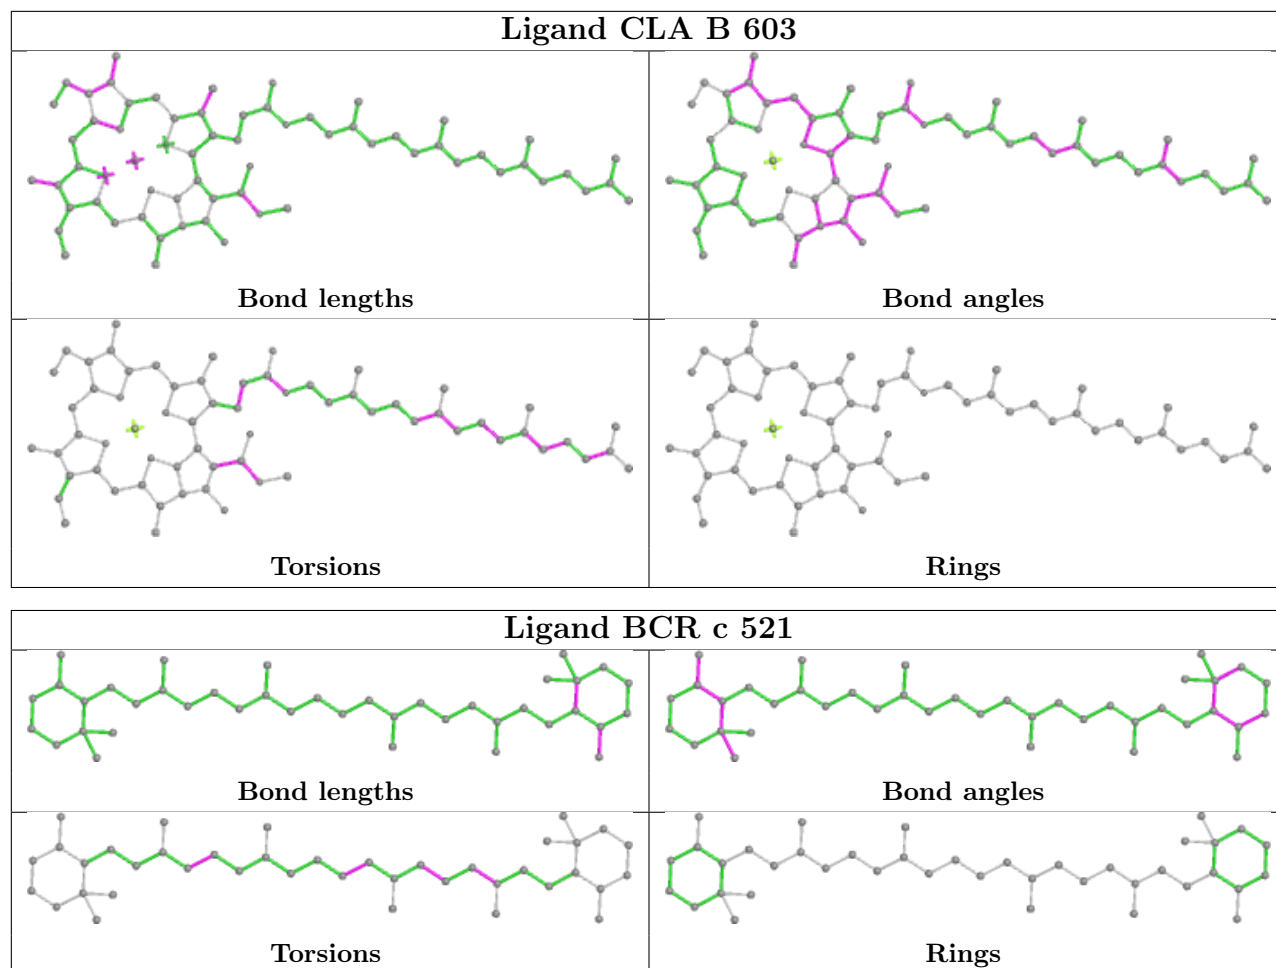 Ligand CLA B 603
Bond lengths
Bond angles
Torsions
Rings
Ligand BCR c 521
Bond lengths
Bond angles
Torsions
Rings